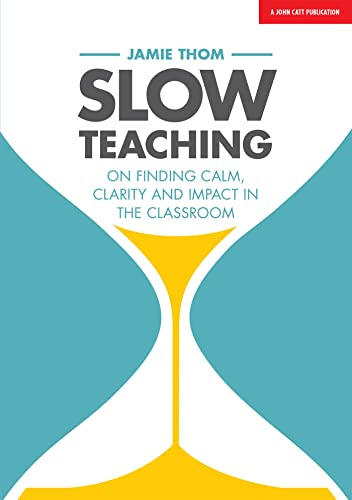 A JOHN CATT PUBLICATION
JAMIE THOM
SLOW
TEACHING
ON FINDING CALM,
CLARITY AND IMPACT IN
THE CLASSROOM